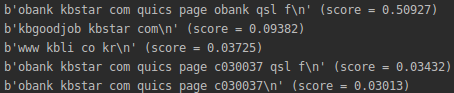 b'obank kbstar com quics page obank qsl f\n' (score = 0.50927)
b'kbgoodjob kbstar com\n' (score = 0.09382)
b'www kbli co kr\n' (score = 0.03725)
b'obank kbstar com quics page c030037 qsl f\n' (score = 0.03432)
b'obank kbstar com quics page c030037\n' (score = 0.03013)